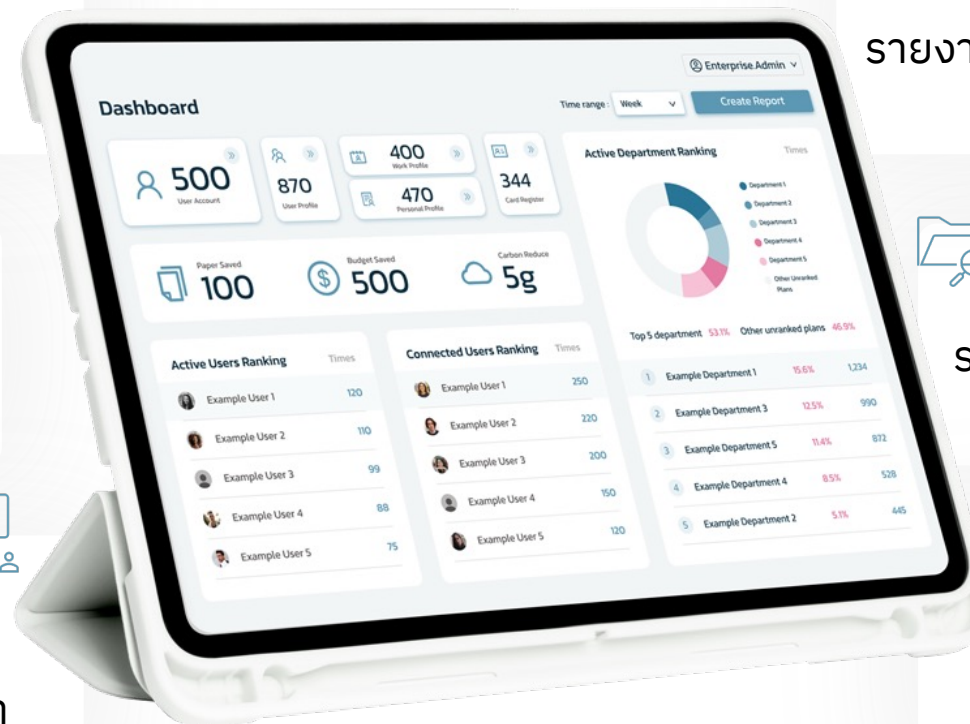 รายงา
Enterprise Admin
Dashboard
Time range : Week
Create Report
500
User Account
870
User Profile
400
Work Profile
470
Personal Profile
344
Card Register
Paper Saved
100
Budget Saved
500
Carbon Reduce
5g
Active Department Ranking Times
Department 1
Department 2
Department 3
Department 4
Department 5
Other Unranked
Plans
Top 5 department 53.1% Other unranked plans 46.9%
1 Example Department 1 15.6% 1,234
2 Example Department 3 12.5% 990
3 Example Department 5 11.4% 872
4 Example Department 4 8.5% 528
5 Example Department 2 5.1% 445
Active Users Ranking Times
Example User 1 120
Example User 2 110
Example User 3 99
Example User 4 88
Example User 5 75
Connected Users Ranking Times
Example User 1 250
Example User 2 220
Example User 3 200
Example User 4 150
Example User 5 120
ร